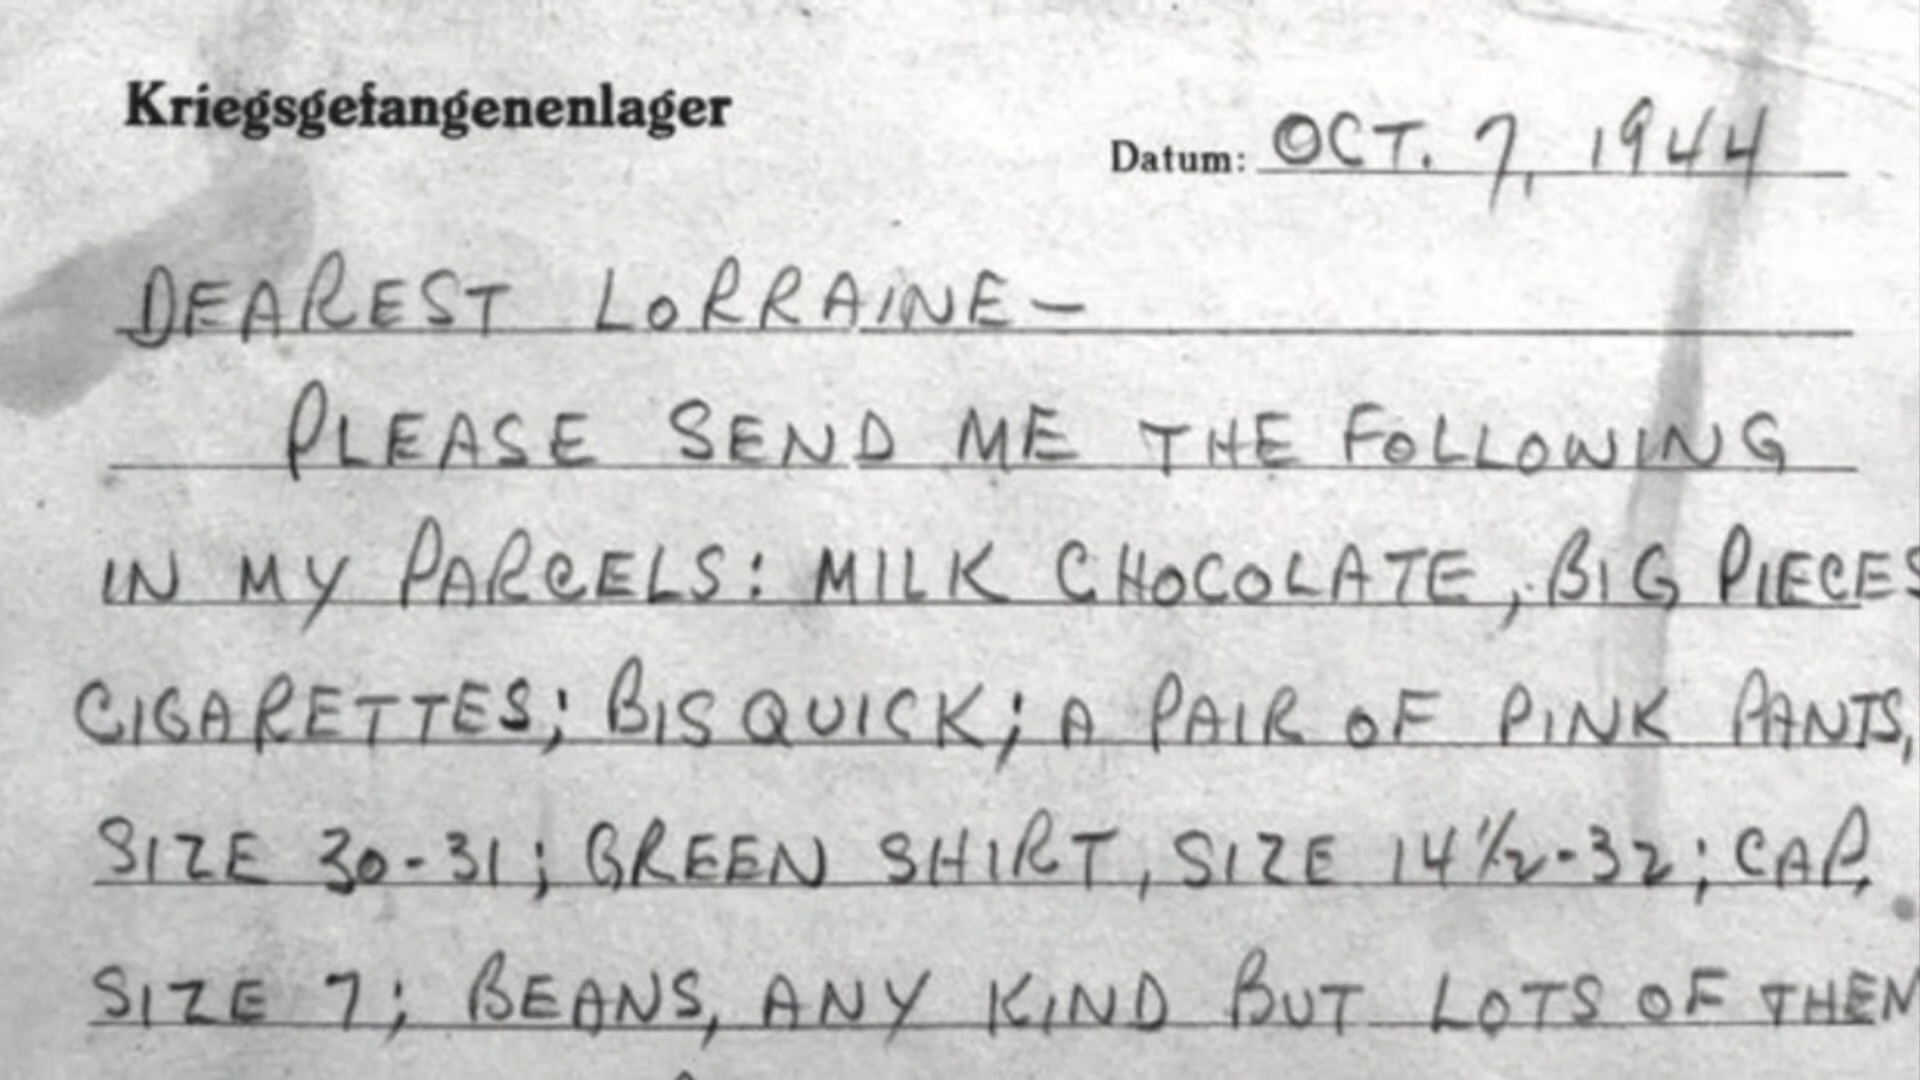 Kriegsgefangenenlager
Datum: OCT. 7, 1944
DEAREST LORRAINE-
PLEASE SEND ME THE FOLLOWING
IN MY PARCELS: MILK CHOCOLATE, BIG PIECES
CIGARETTES; BISQUICK; A PAIR OF PINK PANTS,
SIZE 30-31; GREEN SHIRT, SIZE 14½-32; CAP,
SIZE 7; BEANS, ANY KIND BUT LOTS OF THEM